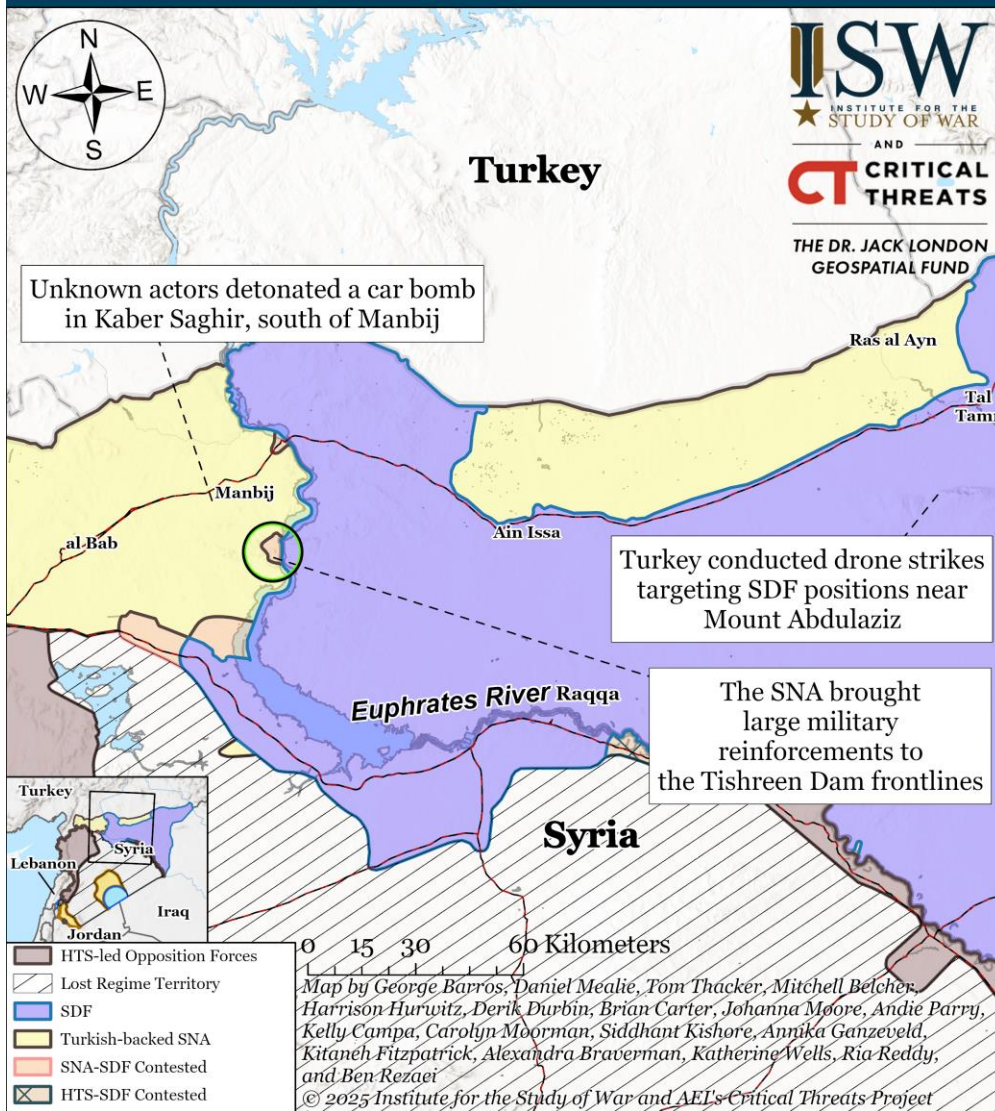 N
W E
S
ISW
INSTITUTE FOR THE
STUDY OF WAR
AND
CT CRITICAL
THREATS
THE DR. JACK LONDON
GEOSPATIAL FUND
Turkey
Unknown actors detonated a car bomb
in Kaber Saghir, south of Manbij
Ras al Ayn
Tal
Manbij
Ain Issa
al Bab
Turkey conducted drone strikes
targeting SDF positions near
Mount Abdulaziz
Euphrates River
Raqqa
The SNA brought
large military
reinforcements to
the Tishreen Dam frontlines
Syria
Turkey
Syria
Lebanon
Iraq
Jordan
HTS-led Opposition Forces
Lost Regime Territory
SDF
Turkish-backed SNA
SNA-SDF Contested
HTS-SDF Contested
0 15 30 60 Kilometers
Map by George Barros, Daniel Mealie, Tom Thacker, Mitchell Belcher,
Harrison Hurwitz, Derik Durbin, Brian Carter, Johanna Moore, Andie Parry,
Kelly Campa, Carolyn Moorman, Siddhant Kishore, Annika Ganzeveld,
Kitaneh Fitzpatrick, Alexandra Braverman, Katherine Wells, Ria Reddy,
and Ben Rezaei
© 2025 Institute for the Study of War and AEI's Critical Threats Project